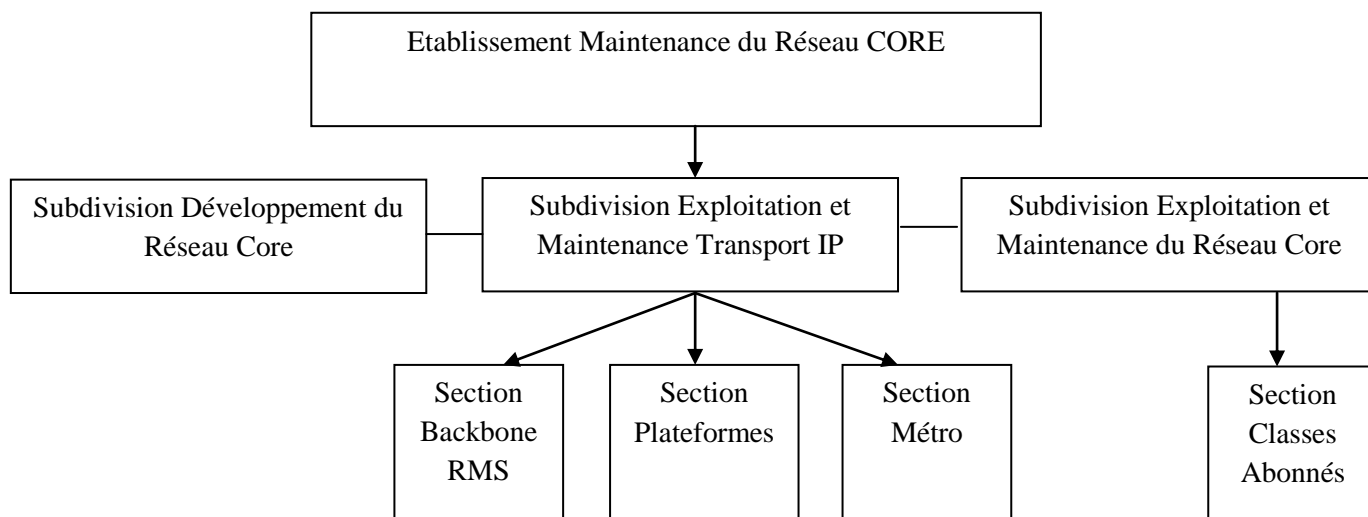 Etablissement Maintenance du Réseau CORE
Subdivision Développement du
Réseau Core
Subdivision Exploitation et
Maintenance Transport IP
Subdivision Exploitation et
Maintenance du Réseau Core
Section
Backbone
RMS
Section
Plateformes
Section
Métro
Section
Classes
Abonnés